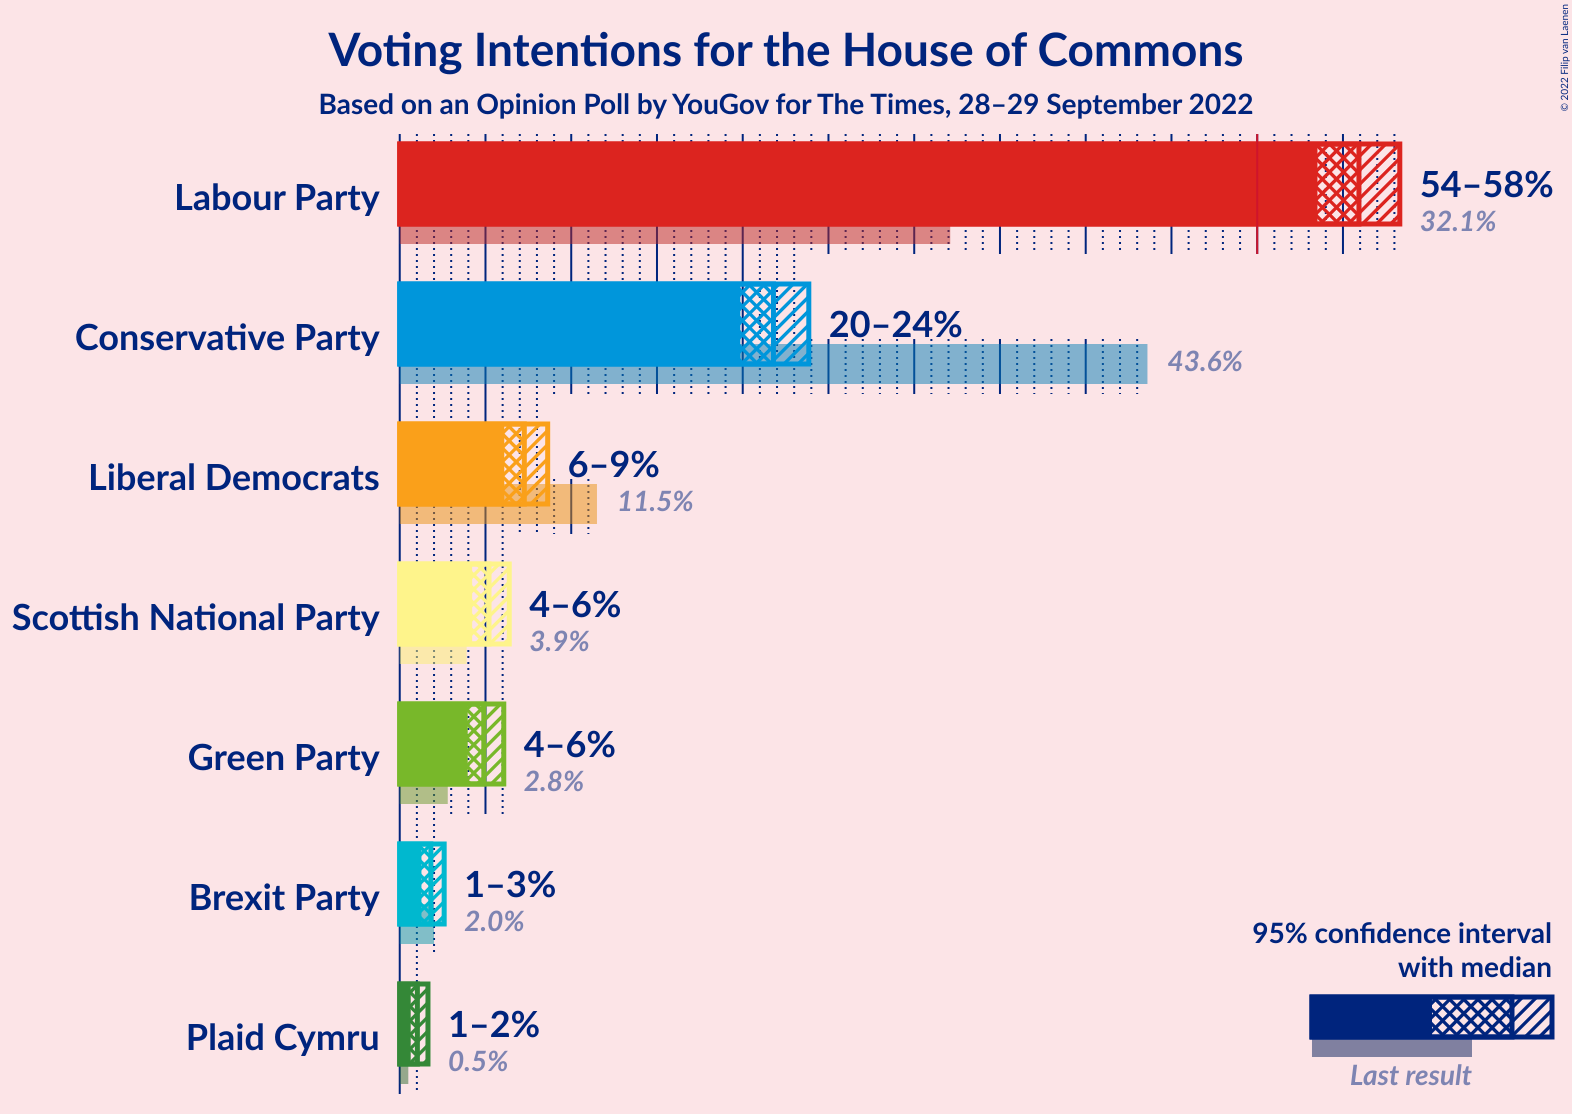 Voting Intentions for the House of Commons
Based on an Opinion Poll by YouGov for The Times, 28–29 September 2022
© 2022 Filip van Laenen
Labour Party
54–58%
32.1%
Conservative Party
20–24%
43.6%
Liberal Democrats
6–9%
11.5%
Scottish National Party
4–6%
3.9%
Green Party
4–6%
2.8%
Brexit Party
1–3%
2.0%
Plaid Cymru
1–2%
0.5%
95% confidence interval
with median
Last result